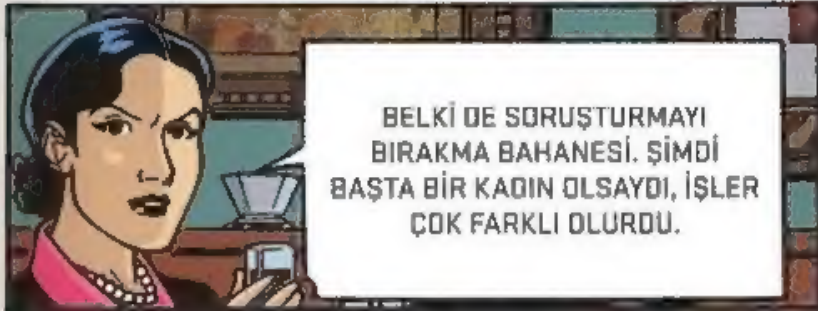 BELKİ DE SORUŞTURMAYI
BIRAKMA BAHANESİ. ŞİMDİ
BAŞTA BİR KADIN OLSAYDI, İŞLER
ÇOK FARKLI OLURDU.